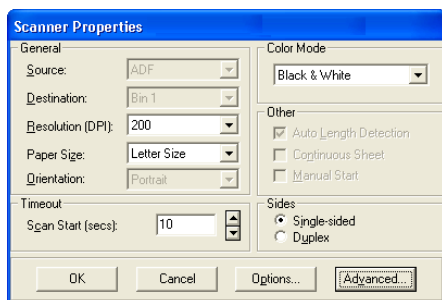 Scanner Properties
General
Source: ADF
Destination: Bin 1
Resolution (DPI): 200
Paper Size: Letter Size
Orientation: Portrait
Timeout
Scan Start (secs): 10
Color Mode
Black & White
Other
Auto Length Detection
Continuous Sheet
Manual Start
Sides
Single-sided
Duplex
OK Cancel Options... Advanced...